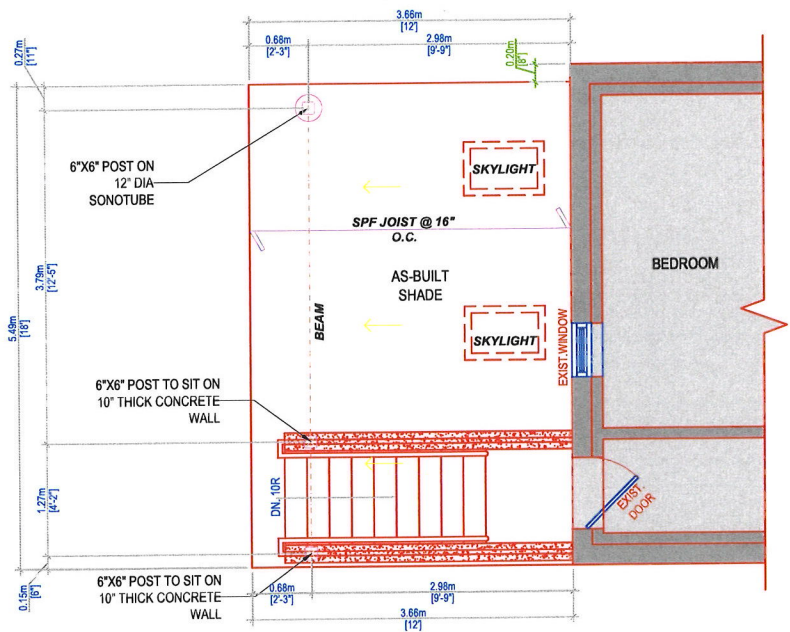 3.66m
[12']
0.68m
[2'-3"]
2.98m
[9'-9"]
0.20m
[8"]
0.27m
[11"]
6"X6" POST ON
12" DIA
SONOTUBE
SKYLIGHT
SPF JOIST @ 16"
O.C.
AS-BUILT
SHADE
BEDROOM
3.79m
[12'-5"]
5.49m
[18']
BEAM
SKYLIGHT
EXIST.WINDOW
6"X6" POST TO SIT ON
10" THICK CONCRETE
WALL
1.27m
[4'-2"]
DN. 10R
EXIST.
DOOR
0.15m
[6"]
6"X6" POST TO SIT ON
10" THICK CONCRETE
WALL
0.68m
[2'-3"]
2.98m
[9'-9"]
3.66m
[12']